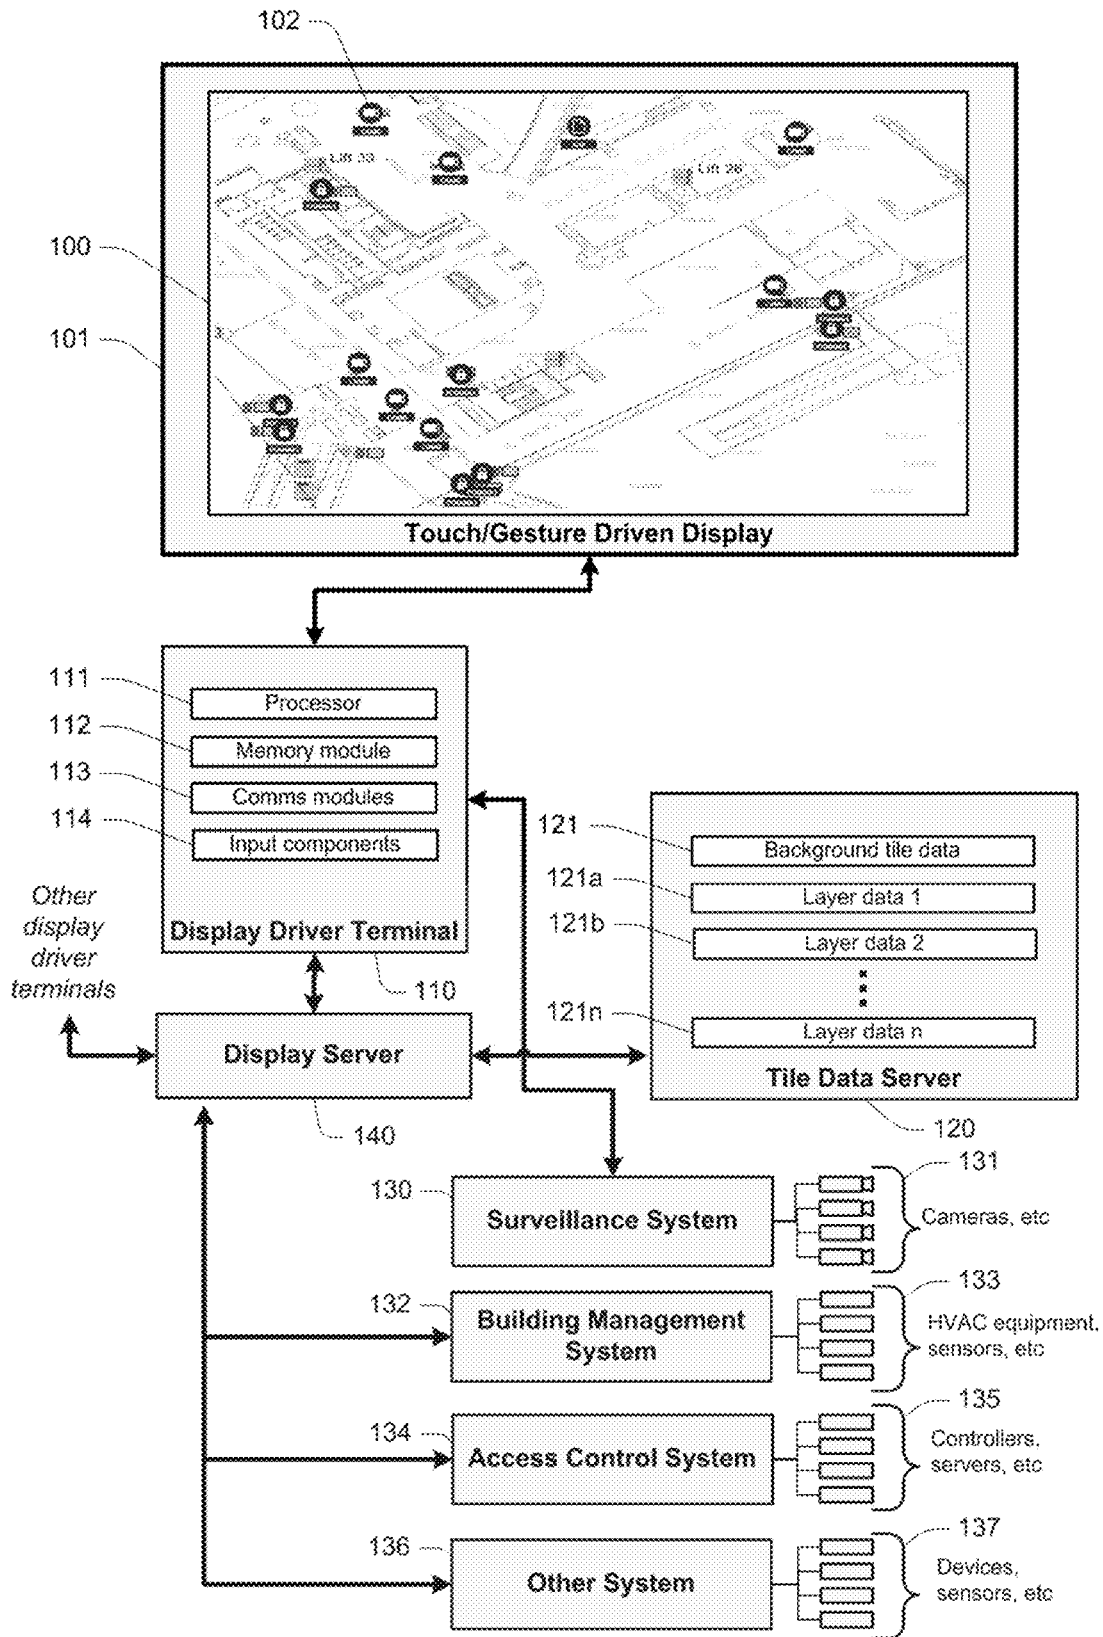 102
Lift 33
Lift 26
100
101
Touch/Gesture Driven Display
111
Processor
112
Memory module
113
Comms modules
114
Input components
Display Driver Terminal
110
Other
display
driver
terminals
121
Background tile data
121a
Layer data 1
121b
Layer data 2
121n
Layer data n
Tile Data Server
120
Display Server
140
130
Surveillance System
131
Cameras, etc
132
Building Management
System
133
HVAC equipment,
sensors, etc
134
Access Control System
135
Controllers,
servers, etc
136
Other System
137
Devices,
sensors, etc